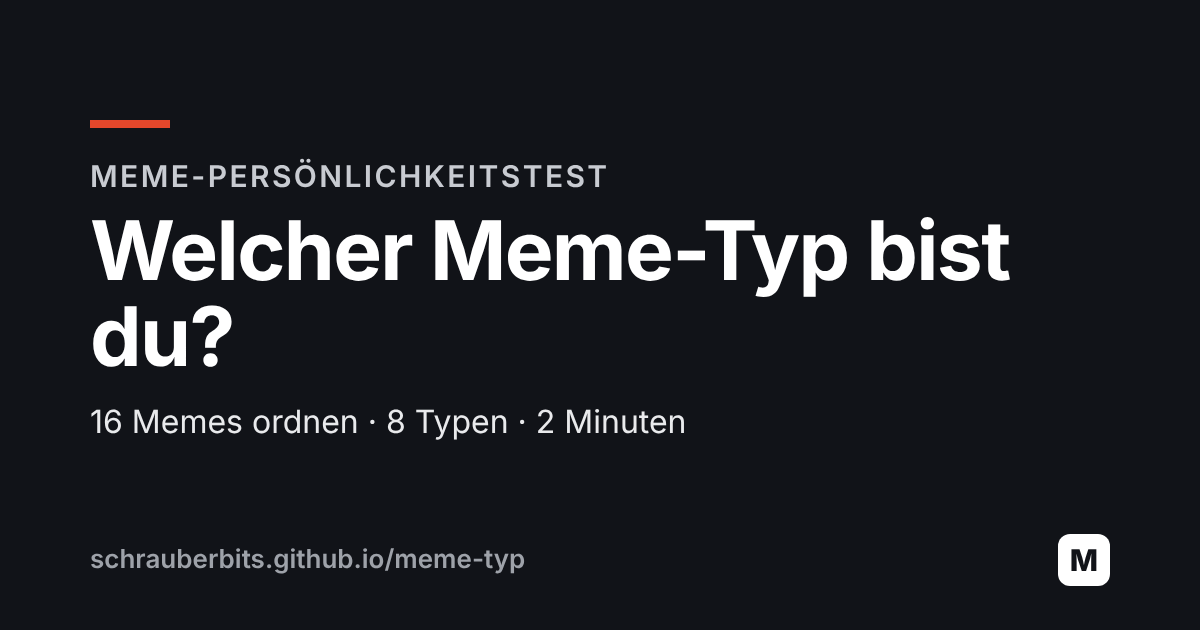 MEME-PERSÖNLICHKEITSTEST
Welcher Meme-Typ bist
du?
16 Memes ordnen · 8 Typen · 2 Minuten
schrauberbits.github.io/meme-typ
M